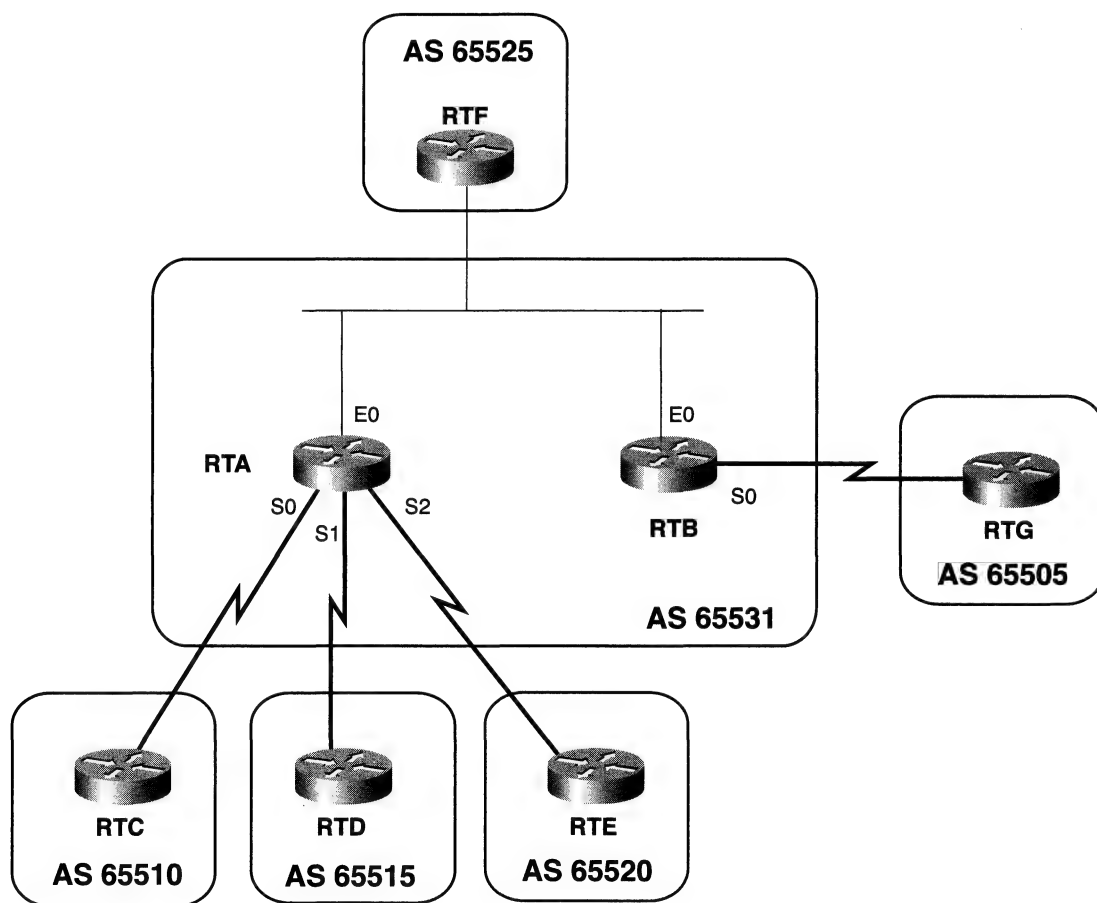 AS 65525
RTF
E0
E0
RTA
S0
S1
S2
S0
RTB
RTG
AS 65505
AS 65531
RTC
RTD
RTE
AS 65510
AS 65515
AS 65520